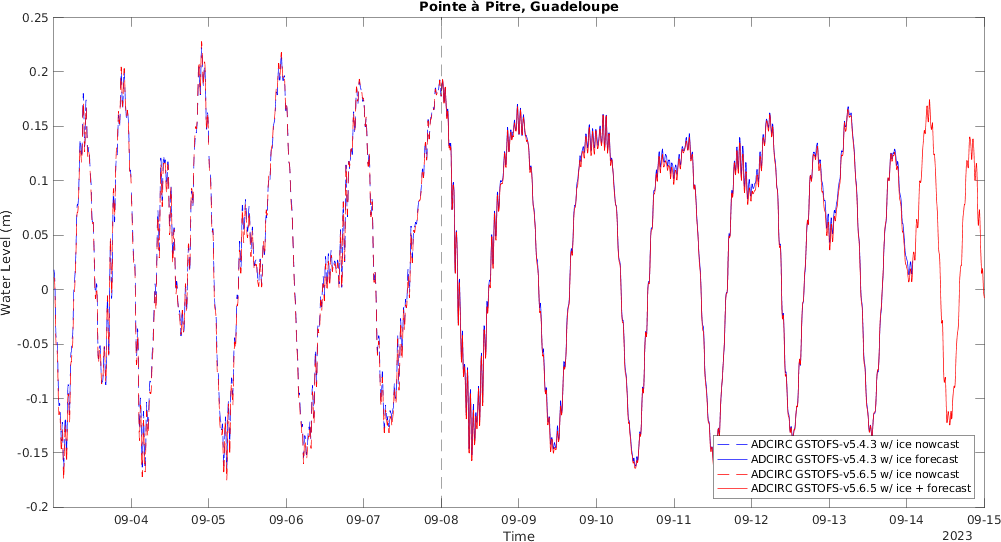 Pointe à Pitre, Guadeloupe
0.25
0.2
0.15
0.1
0.05
0
-0.05
-0.1
-0.15
-0.2
Water Level (m)
ADCIRC GSTOFS-v5.4.3 w/ ice nowcast
ADCIRC GSTOFS-v5.4.3 w/ ice forecast
ADCIRC GSTOFS-v5.6.5 w/ ice nowcast
ADCIRC GSTOFS-v5.6.5 w/ ice + forecast
09-04 09-05 09-06 09-07 09-08 09-09 09-10 09-11 09-12 09-13 09-14 09-15
Time
2023